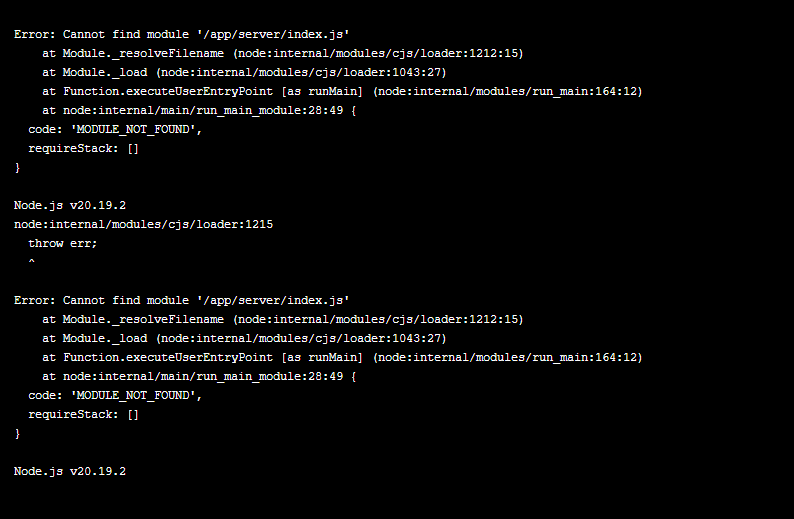 Error: Cannot find module '/app/server/index.js'
    at Module._resolveFilename (node:internal/modules/cjs/loader:1212:15)
    at Module._load (node:internal/modules/cjs/loader:1043:27)
    at Function.executeUserEntryPoint [as runMain] (node:internal/modules/run_main:164:12)
    at node:internal/main/run_main_module:28:49 {
  code: 'MODULE_NOT_FOUND',
  requireStack: []
}
Node.js v20.19.2
node:internal/modules/cjs/loader:1215
  throw err;
  ^
Error: Cannot find module '/app/server/index.js'
    at Module._resolveFilename (node:internal/modules/cjs/loader:1212:15)
    at Module._load (node:internal/modules/cjs/loader:1043:27)
    at Function.executeUserEntryPoint [as runMain] (node:internal/modules/run_main:164:12)
    at node:internal/main/run_main_module:28:49 {
  code: 'MODULE_NOT_FOUND',
  requireStack: []
}
Node.js v20.19.2